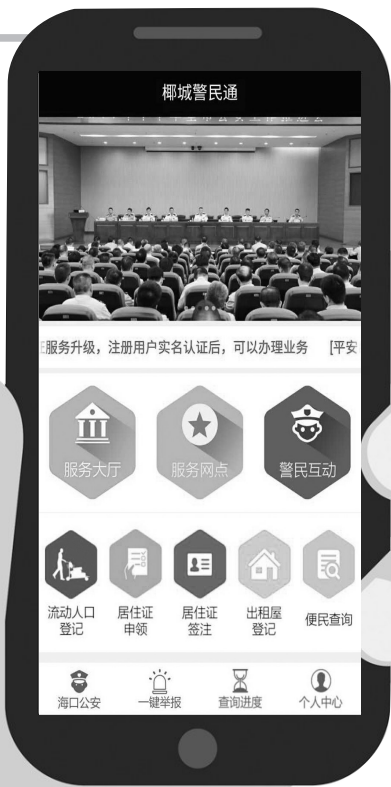 椰城警民通
服务升级，注册用户实名认证后，可以办理业务 [平安
服务大厅
服务网点
警民互动
流动人口
登记
居住证
申领
居住证
签注
出租屋
登记
便民查询
海口公安
一键举报
查询进度
个人中心